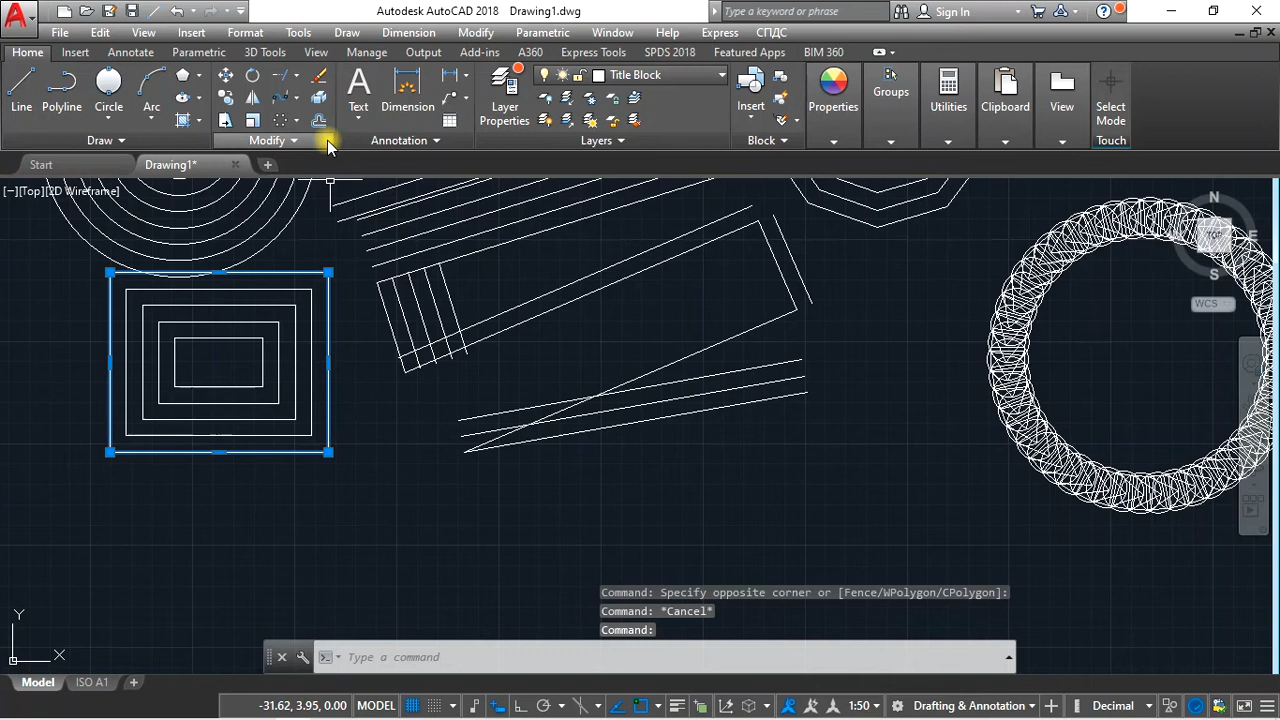 A Autodesk AutoCAD 2018 Drawing1.dwg Type a keyword or phrase Sign In
File Edit View Insert Format Tools Draw Dimension Modify Parametric Window Help Express СПДС
Home Insert Annotate Parametric 3D Tools View Manage Output Add-ins A360 Express Tools SPDS 2018 Featured Apps BIM 360
Title Block
Line Polyline Circle Arc Text Dimension Layer Properties Insert Properties Groups Utilities Clipboard View Select Mode
Draw Modify Annotation Layers Block Touch
Start Drawing1*
[−][Top][2D Wireframe]
N
TOP E
S
WCS
Command: Specify opposite corner or [Fence/WPolygon/CPolygon]:
Command: *Cancel*
Command:
Y
X
Type a command
Model ISO A1
-31.62, 3.95, 0.00 MODEL 1:50 Drafting & Annotation Decimal